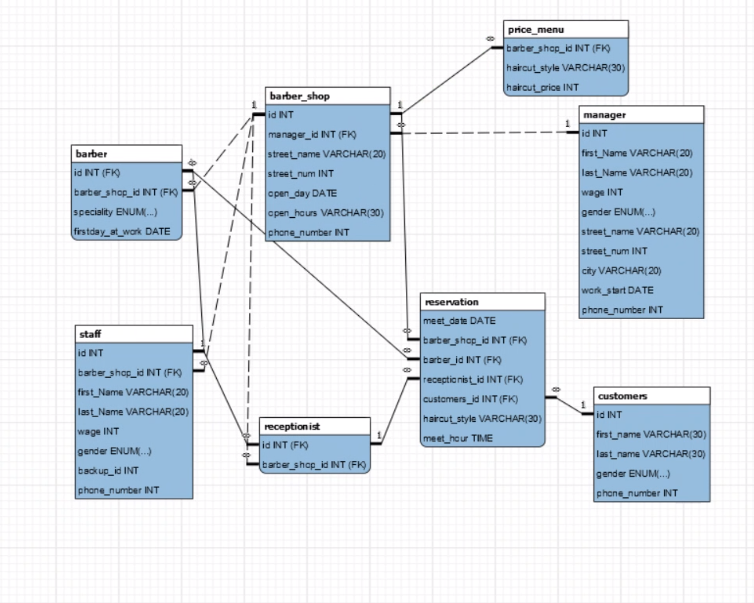 price_menu
barber_shop_id INT (FK)
haircut_style VARCHAR(30)
haircut_price INT
barber_shop
id INT
manager_id INT (FK)
street_name VARCHAR(20)
street_num INT
open_day DATE
open_hours VARCHAR(30)
phone_number INT
manager
id INT
first_Name VARCHAR(20)
last_Name VARCHAR(20)
wage INT
gender ENUM(...)
street_name VARCHAR(20)
street_num INT
city VARCHAR(20)
work_start DATE
phone_number INT
barber
id INT (FK)
barber_shop_id INT (FK)
speciality ENUM(...)
firstday_at_work DATE
reservation
meet_date DATE
barber_shop_id INT (FK)
barber_id INT (FK)
receptionist_id INT (FK)
customers_id INT (FK)
haircut_style VARCHAR(30)
meet_hour TIME
staff
id INT
barber_shop_id INT (FK)
first_Name VARCHAR(20)
last_Name VARCHAR(20)
wage INT
gender ENUM(...)
backup_id INT
phone_number INT
receptionist
id INT (FK)
barber_shop_id INT (FK)
customers
id INT
first_name VARCHAR(30)
last_name VARCHAR(30)
gender ENUM(...)
phone_number INT
1
1
1
1
1
1
∞
∞
∞
∞
∞
∞
∞
∞
∞
∞
∞
∞